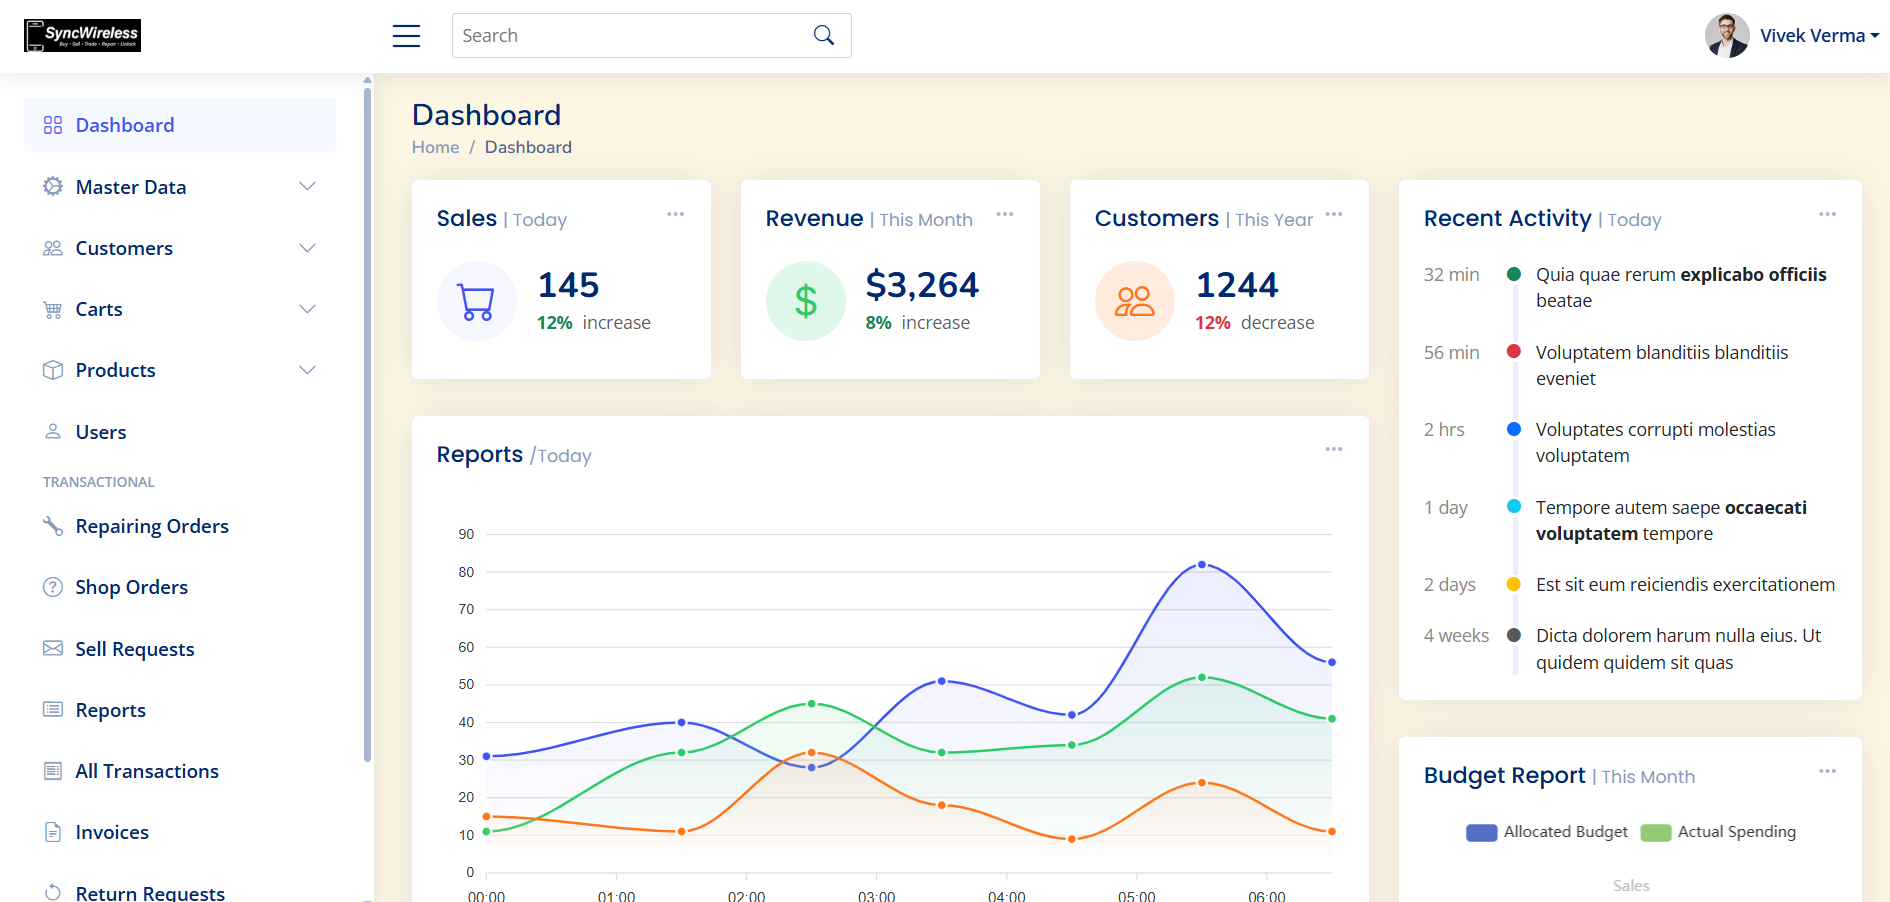 SyncWireless
Buy - Sell - Trade - Repair - Unlock
Search
Vivek Verma
Dashboard
Master Data
Customers
Carts
Products
Users
TRANSACTIONAL
Repairing Orders
Shop Orders
Sell Requests
Reports
All Transactions
Invoices
Return Requests
Dashboard
Home / Dashboard
Sales | Today
145
12% increase
Revenue | This Month
$3,264
8% increase
Customers | This Year
1244
12% decrease
Reports /Today
90
80
70
60
50
40
30
20
10
0
00:00 01:00 02:00 03:00 04:00 05:00 06:00
Recent Activity | Today
32 min Quia quae rerum explicabo officiis
beatae
56 min Voluptatem blanditiis blanditiis
eveniet
2 hrs Voluptates corrupti molestias
voluptatem
1 day Tempore autem saepe occaecati
voluptatem tempore
2 days Est sit eum reiciendis exercitationem
4 weeks Dicta dolorem harum nulla eius. Ut
quidem quidem sit quas
Budget Report | This Month
Allocated Budget Actual Spending
Sales